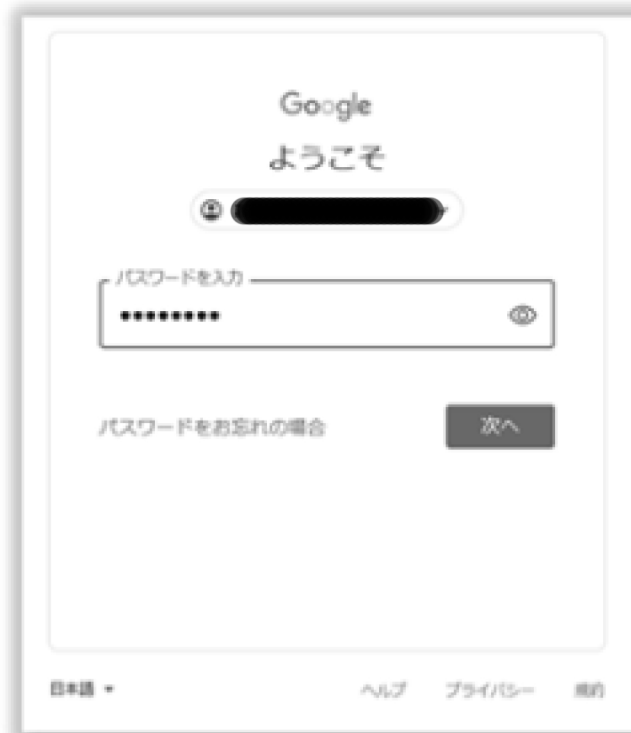 Google
ようこそ
パスワードを入力
••••••••
パスワードをお忘れの場合
次へ
日本語
ヘルプ プライバシー 規約